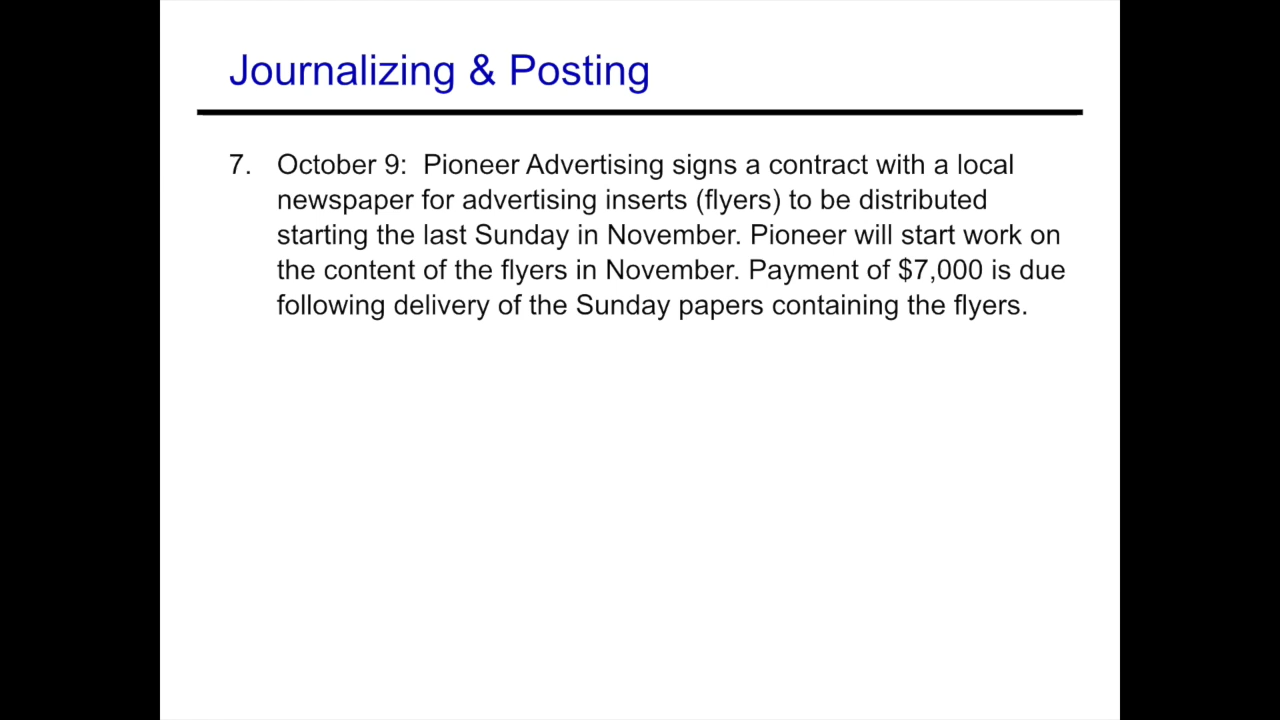 Journalizing & Posting
7. October 9: Pioneer Advertising signs a contract with a local
newspaper for advertising inserts (flyers) to be distributed
starting the last Sunday in November. Pioneer will start work on
the content of the flyers in November. Payment of $7,000 is due
following delivery of the Sunday papers containing the flyers.